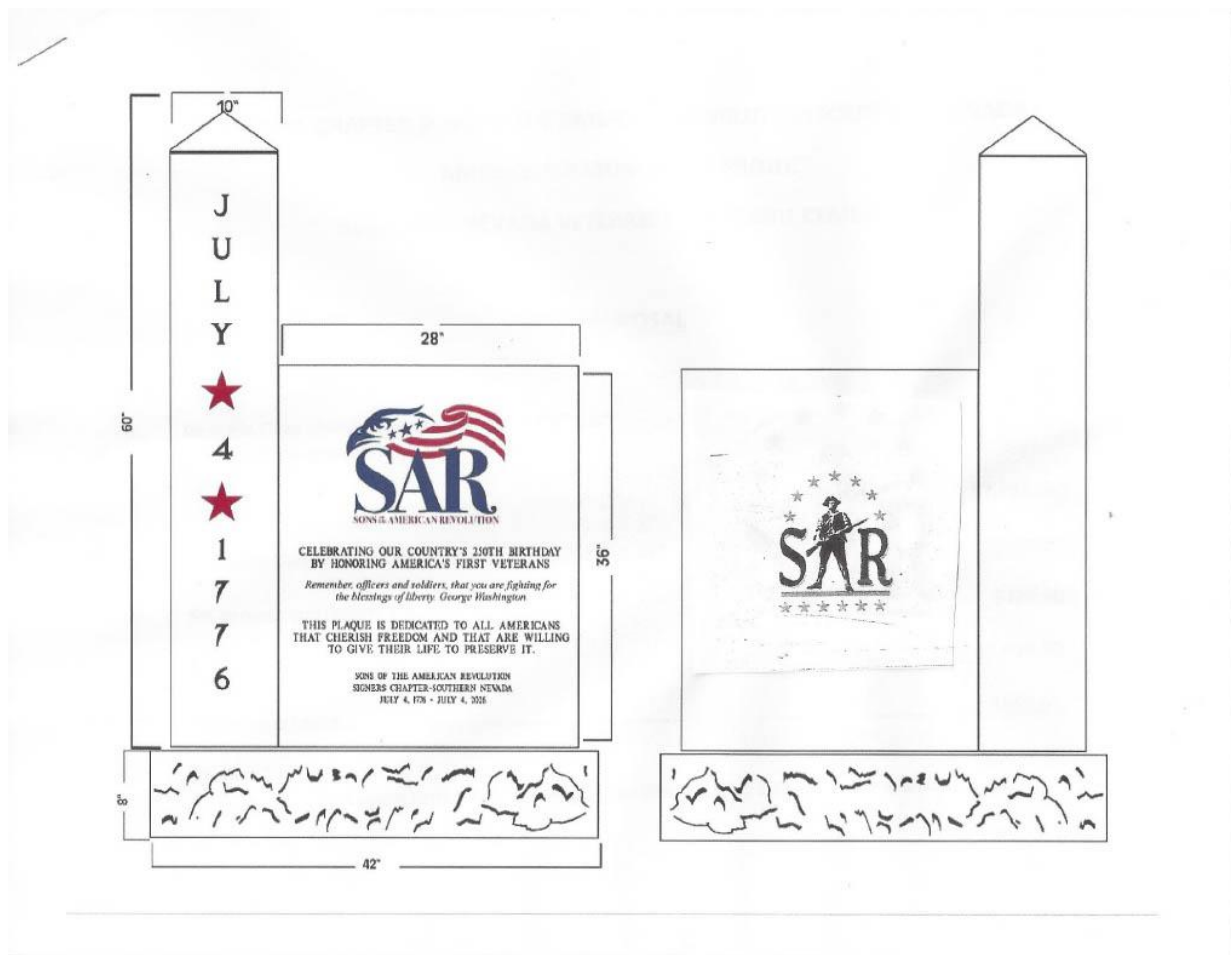 10"
J
U
L
Y
4
1
7
7
6
60"
28"
SAR
SONS OF THE AMERICAN REVOLUTION
CELEBRATING OUR COUNTRY'S 250TH BIRTHDAY
BY HONORING AMERICA'S FIRST VETERANS
Remember, officers and soldiers, that you are fighting for
the blessings of liberty George Washington
THIS PLAQUE IS DEDICATED TO ALL AMERICANS
THAT CHERISH FREEDOM AND THAT ARE WILLING
TO GIVE THEIR LIFE TO PRESERVE IT.
SONS OF THE AMERICAN REVOLUTION
SIGNERS CHAPTER-SOUTHERN NEVADA
JULY 4, 1776 - JULY 4, 2026
36"
8"
42"
S R